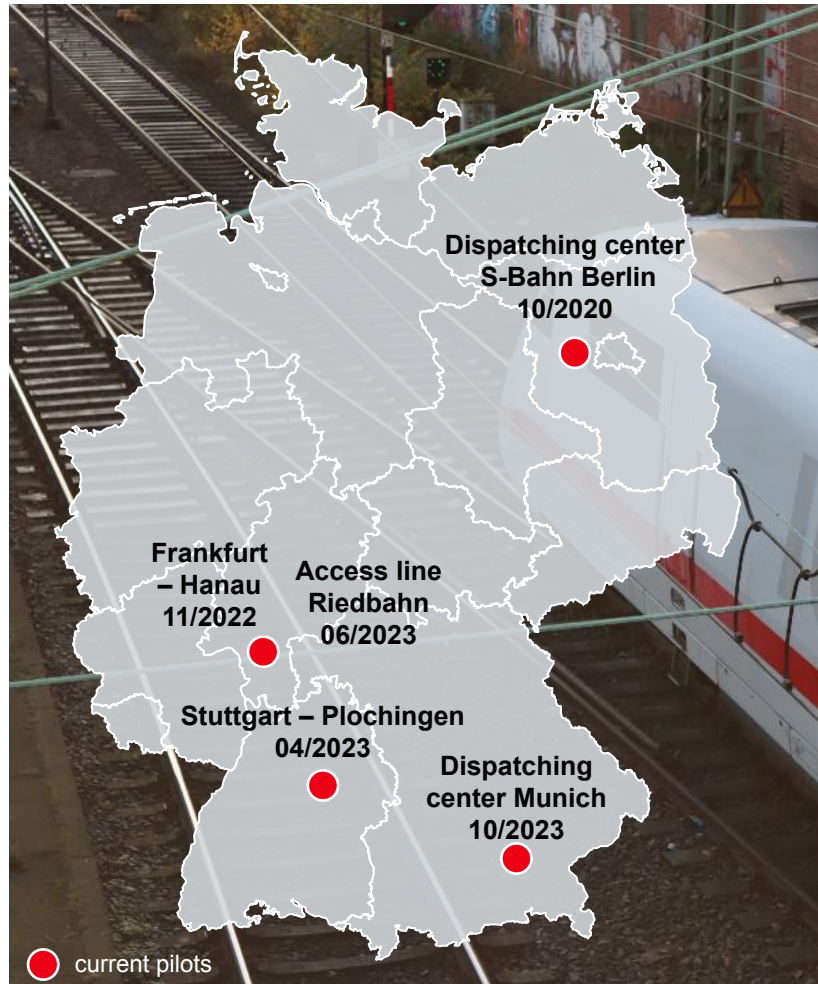 Dispatching center
S-Bahn Berlin
10/2020
Frankfurt
– Hanau
11/2022
Access line
Riedbahn
06/2023
Stuttgart – Plochingen
04/2023
Dispatching
center Munich
10/2023
current pilots